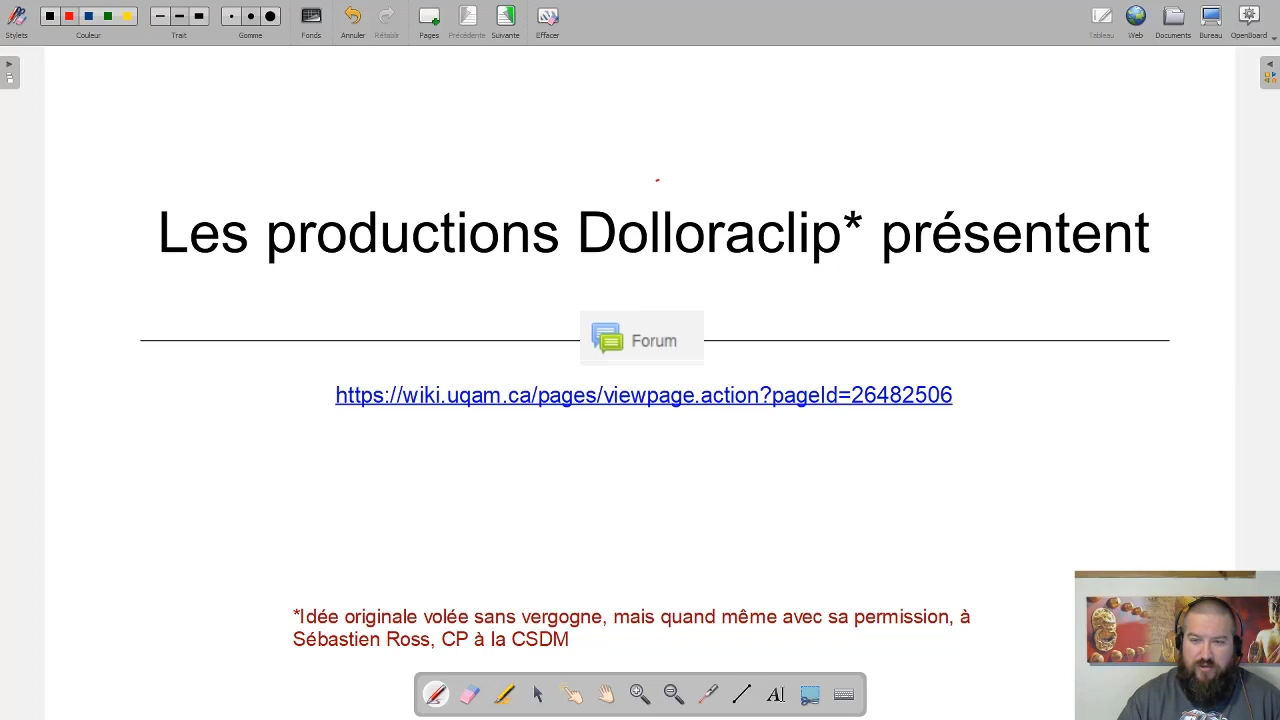 Stylets
Couleur
Trait
Gomme
Fonds
Annuler
Rétablir
Pages
Précédente
Suivante
Effacer
Tableau
Web
Documents
Bureau
OpenBoard
Les productions Dolloraclip* présentent
Forum
https://wiki.uqam.ca/pages/viewpage.action?pageId=26482506
*Idée originale volée sans vergogne, mais quand même avec sa permission, à
Sébastien Ross, CP à la CSDM